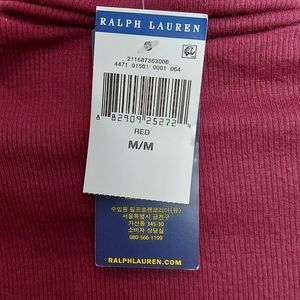 RALPH LAUREN
211687363006
4471 01501 0001 064
8 82909 25272
RED
M/M
수입원 랄프로렌코리아(유)
서울특별시 금천구
가산동 345-30
소비자 상담실
080-566-1199
RALPHLAUREN.COM